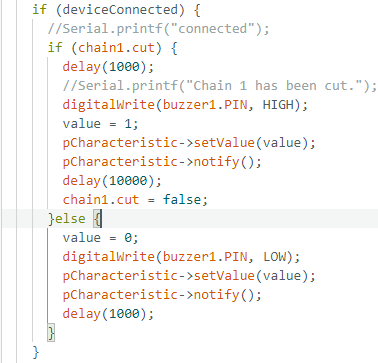 if (deviceConnected) {
//Serial.printf("connected");
if (chain1.cut) {
delay(1000);
//Serial.printf("Chain 1 has been cut.");
digitalWrite(buzzer1.PIN, HIGH);
value = 1;
pCharacteristic->setValue(value);
pCharacteristic->notify();
delay(10000);
chain1.cut = false;
}else {
value = 0;
digitalWrite(buzzer1.PIN, LOW);
pCharacteristic->setValue(value);
pCharacteristic->notify();
delay(1000);
}
}